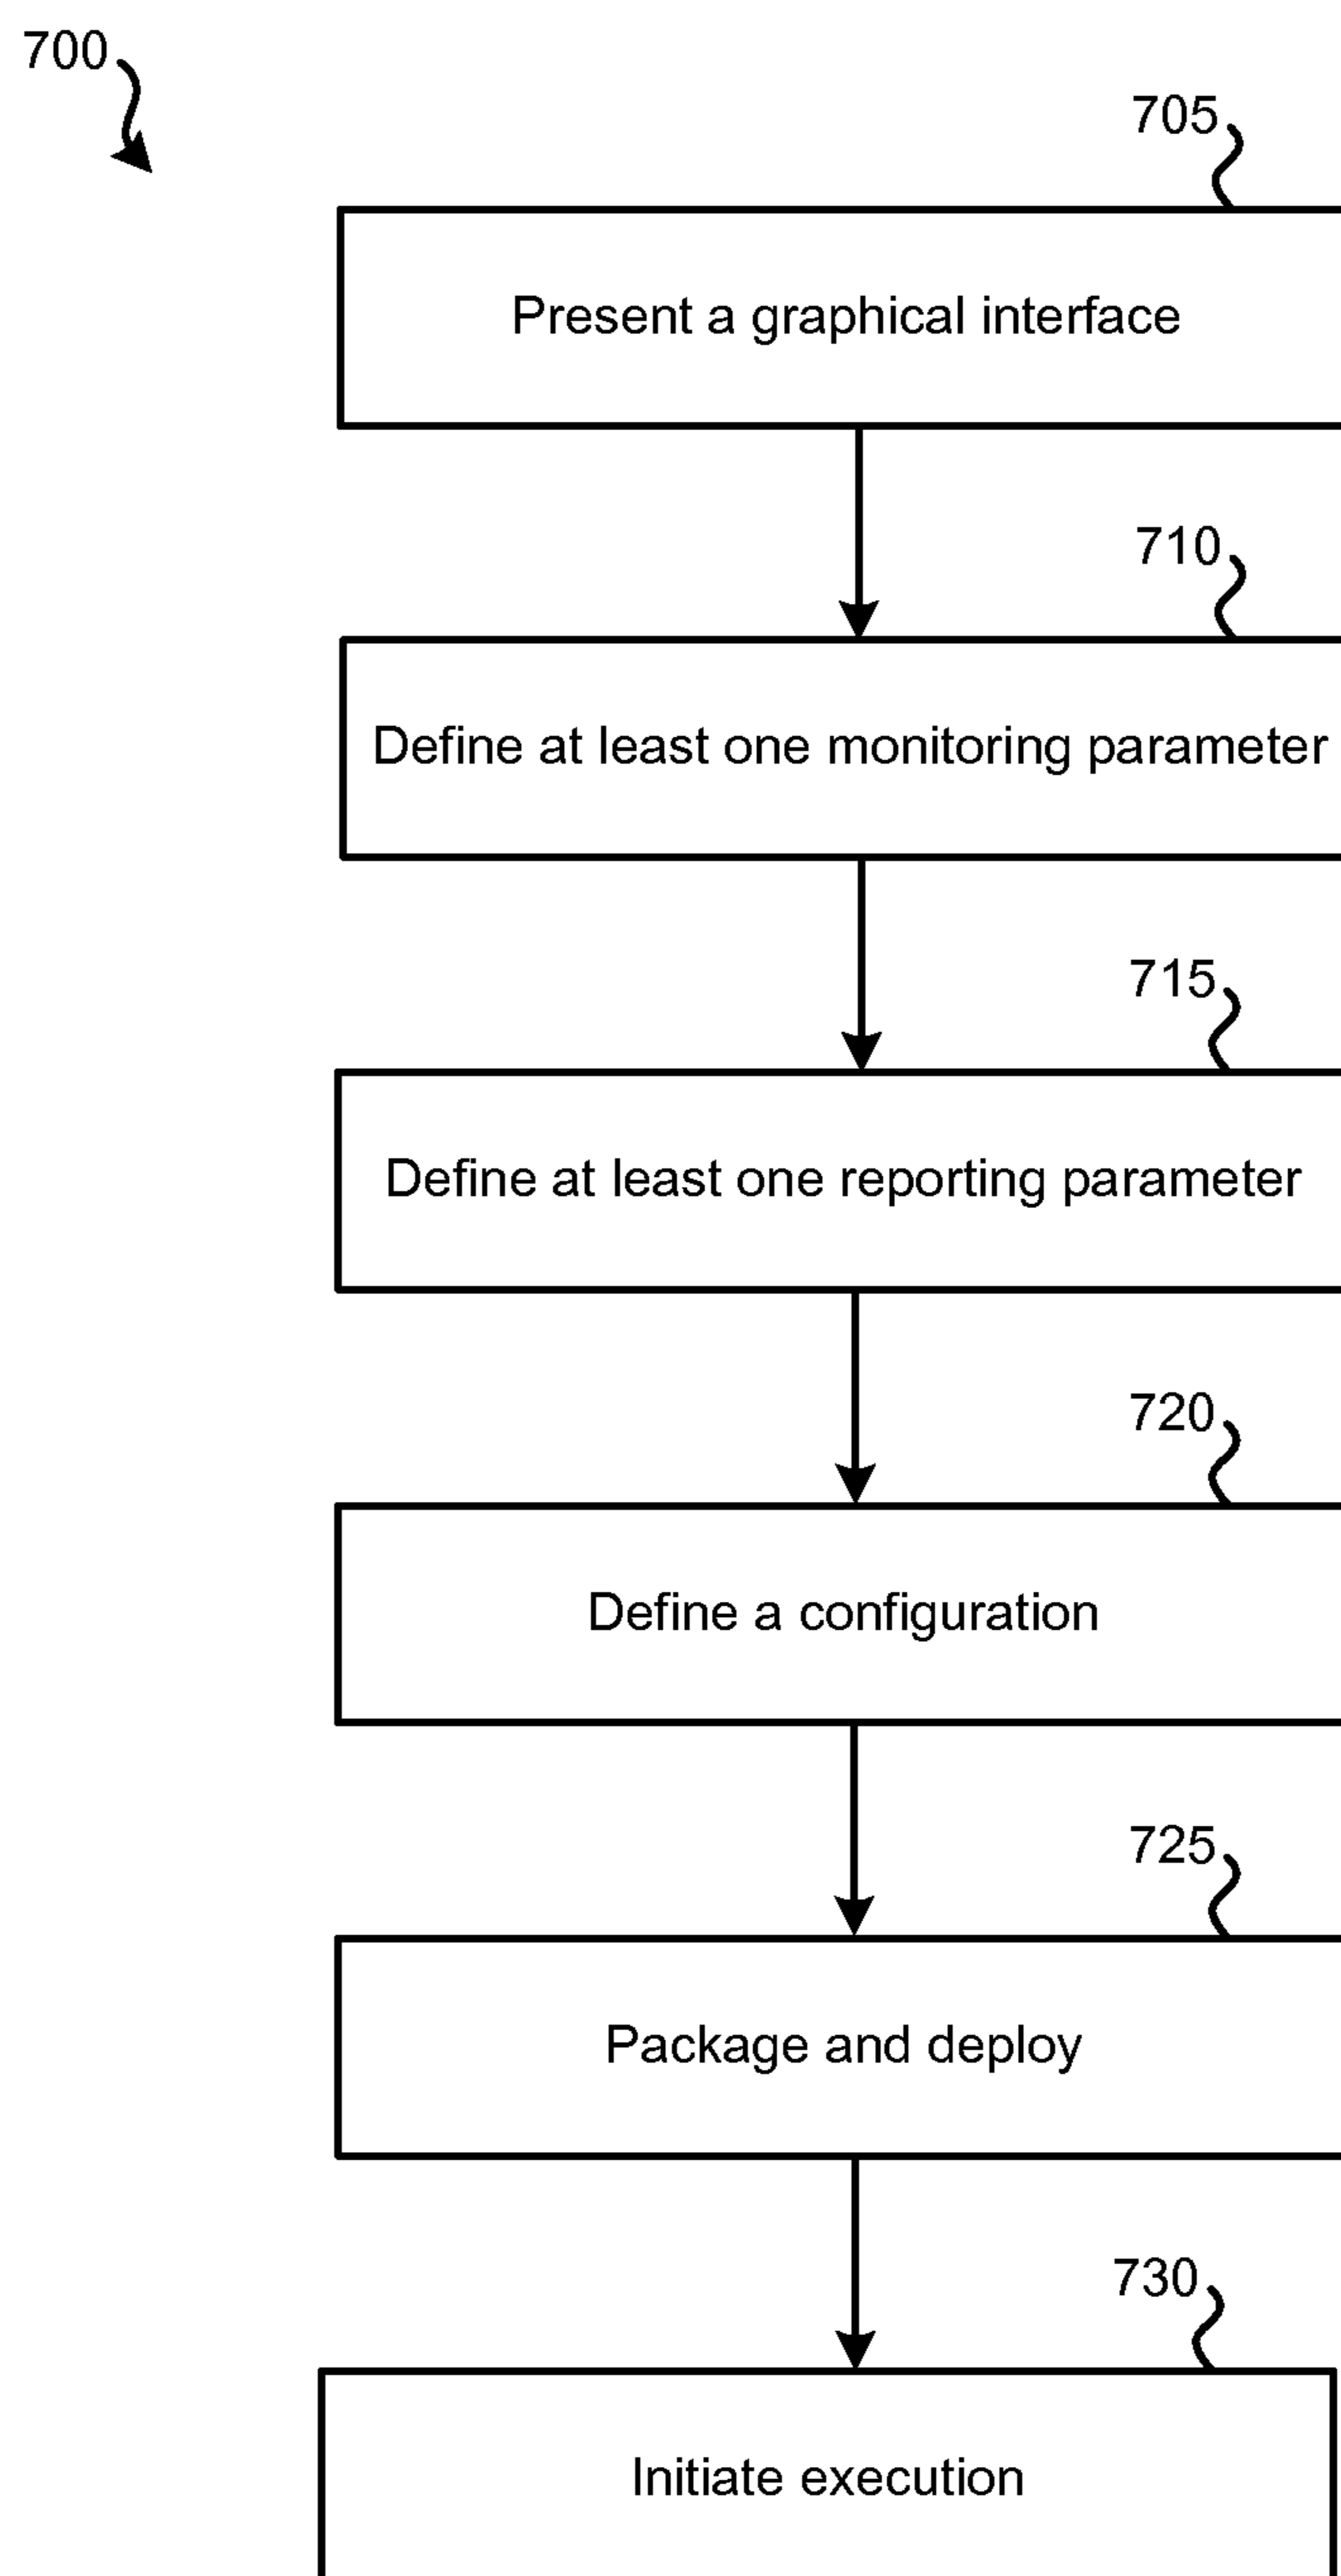 700
705
Present a graphical interface
710
Define at least one monitoring parameter
715
Define at least one reporting parameter
720
Define a configuration
725
Package and deploy
730
Initiate execution